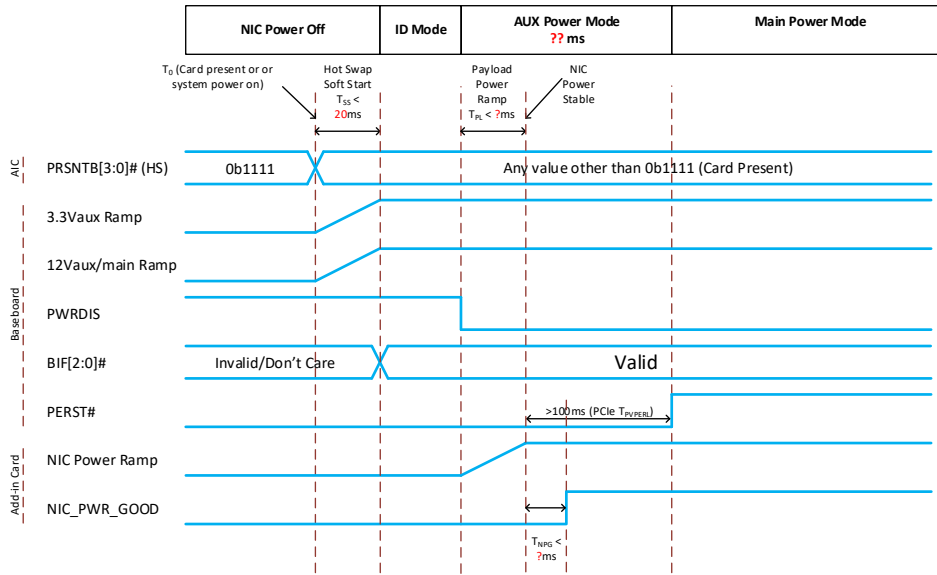 NIC Power Off
ID Mode
AUX Power Mode
?? ms
Main Power Mode
T0 (Card present or or
system power on)
Hot Swap
Soft Start
TSS <
20ms
Payload
Power
Ramp
TPL < ?ms
NIC
Power
Stable
AIC
PRSNTB[3:0]# (HS)
0b1111
Any value other than 0b1111 (Card Present)
Baseboard
3.3Vaux Ramp
12Vaux/main Ramp
PWRDIS
BIF[2:0]#
Invalid/Don't Care
Valid
PERST#
>100ms (PCIe TPVPERL)
Add-in Card
NIC Power Ramp
NIC_PWR_GOOD
TNPG <
?ms